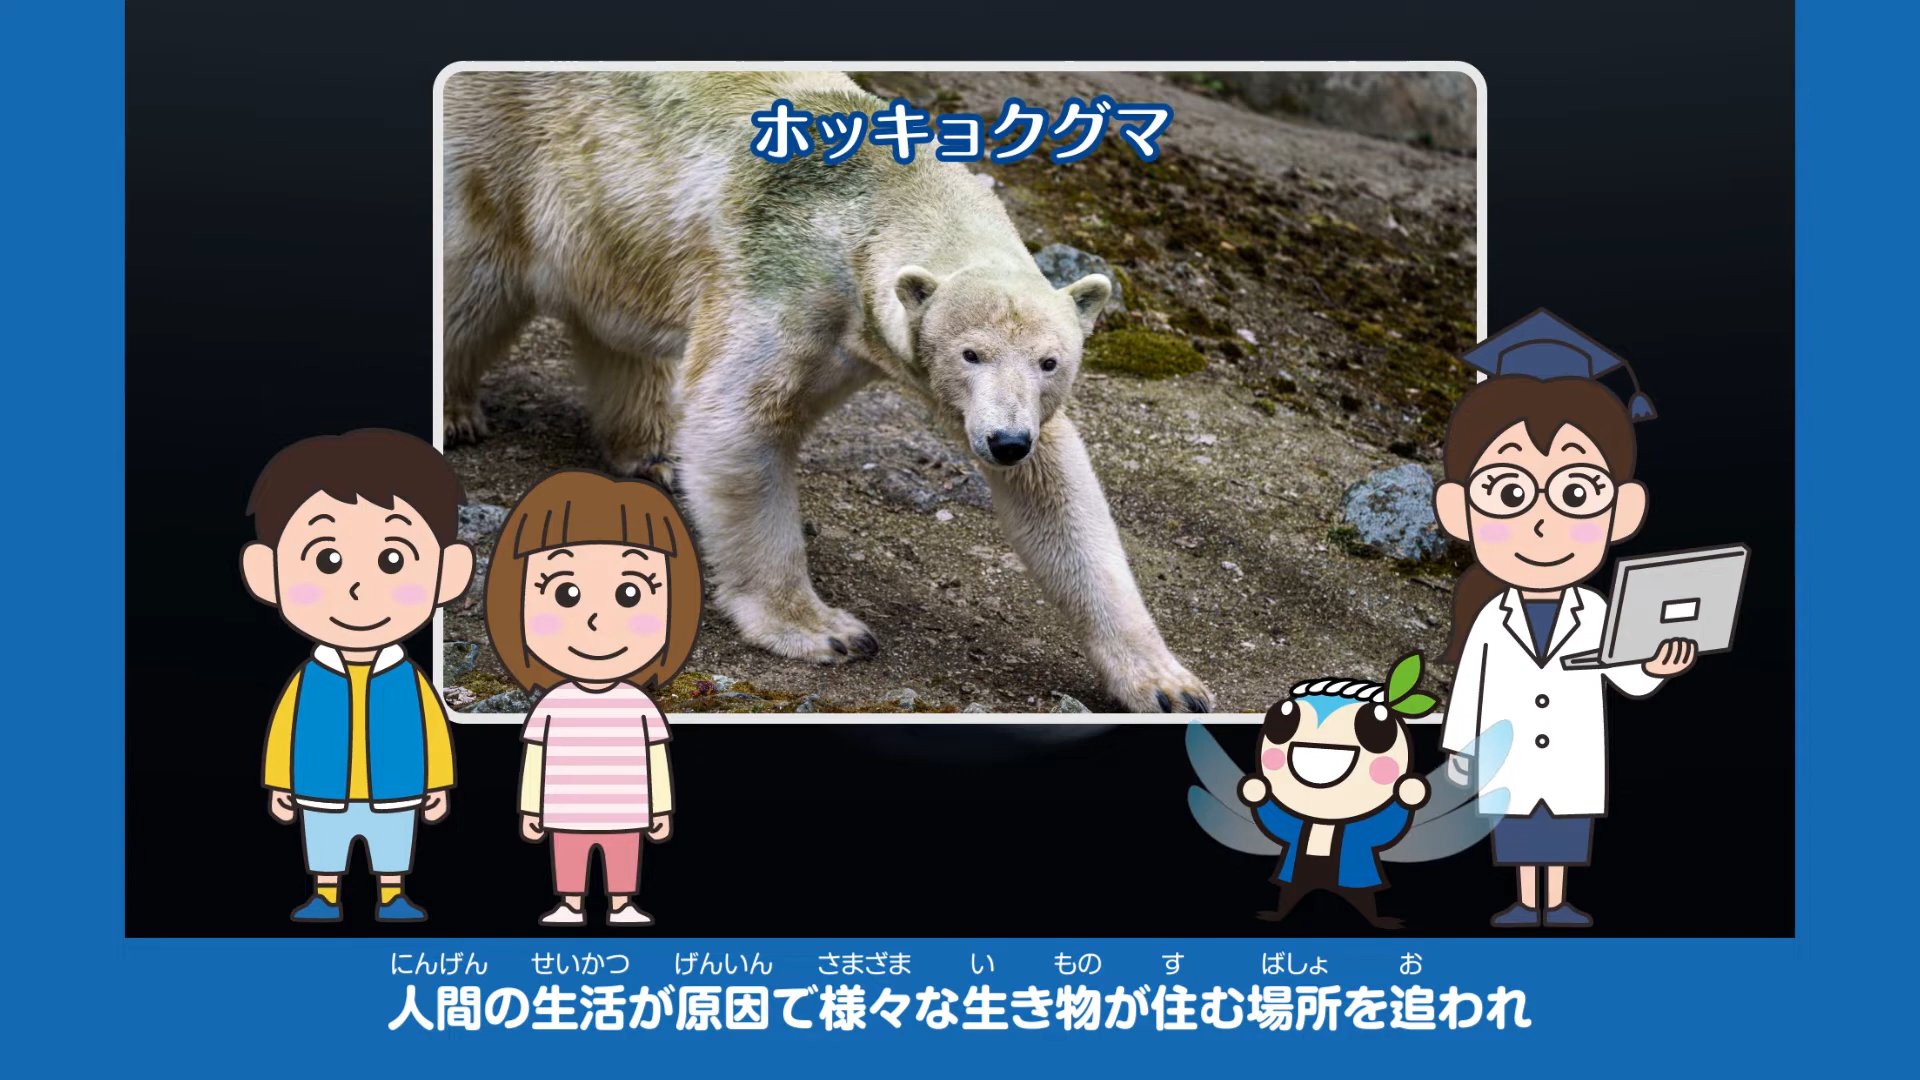 ホッキョクグマ
にんげん せいかつ げんいん さまざま い もの す ばしょ お
人間の生活が原因で様々な生き物が住む場所を追われ